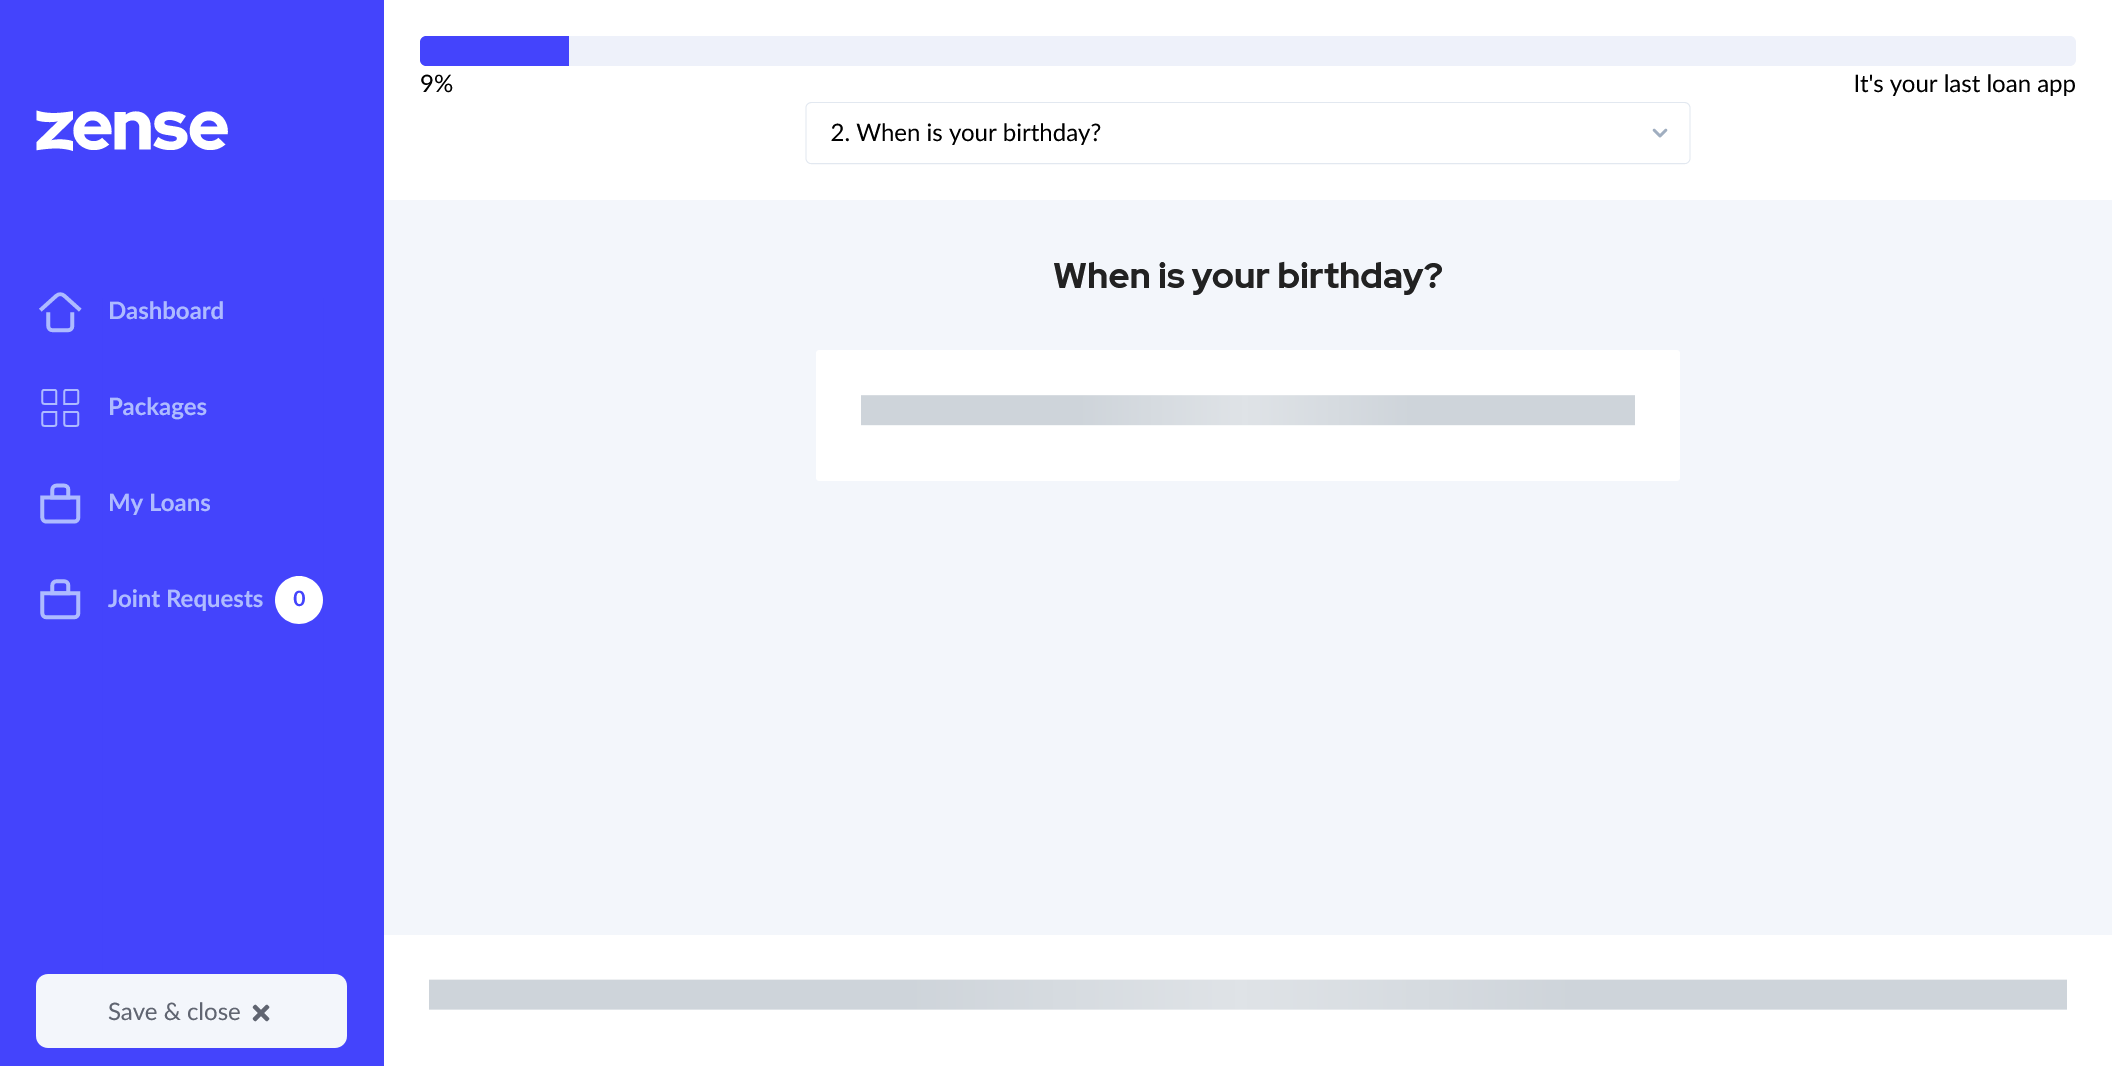 zense
Dashboard
Packages
My Loans
Joint Requests 0
Save & close
9%
It's your last loan app
2. When is your birthday?
When is your birthday?